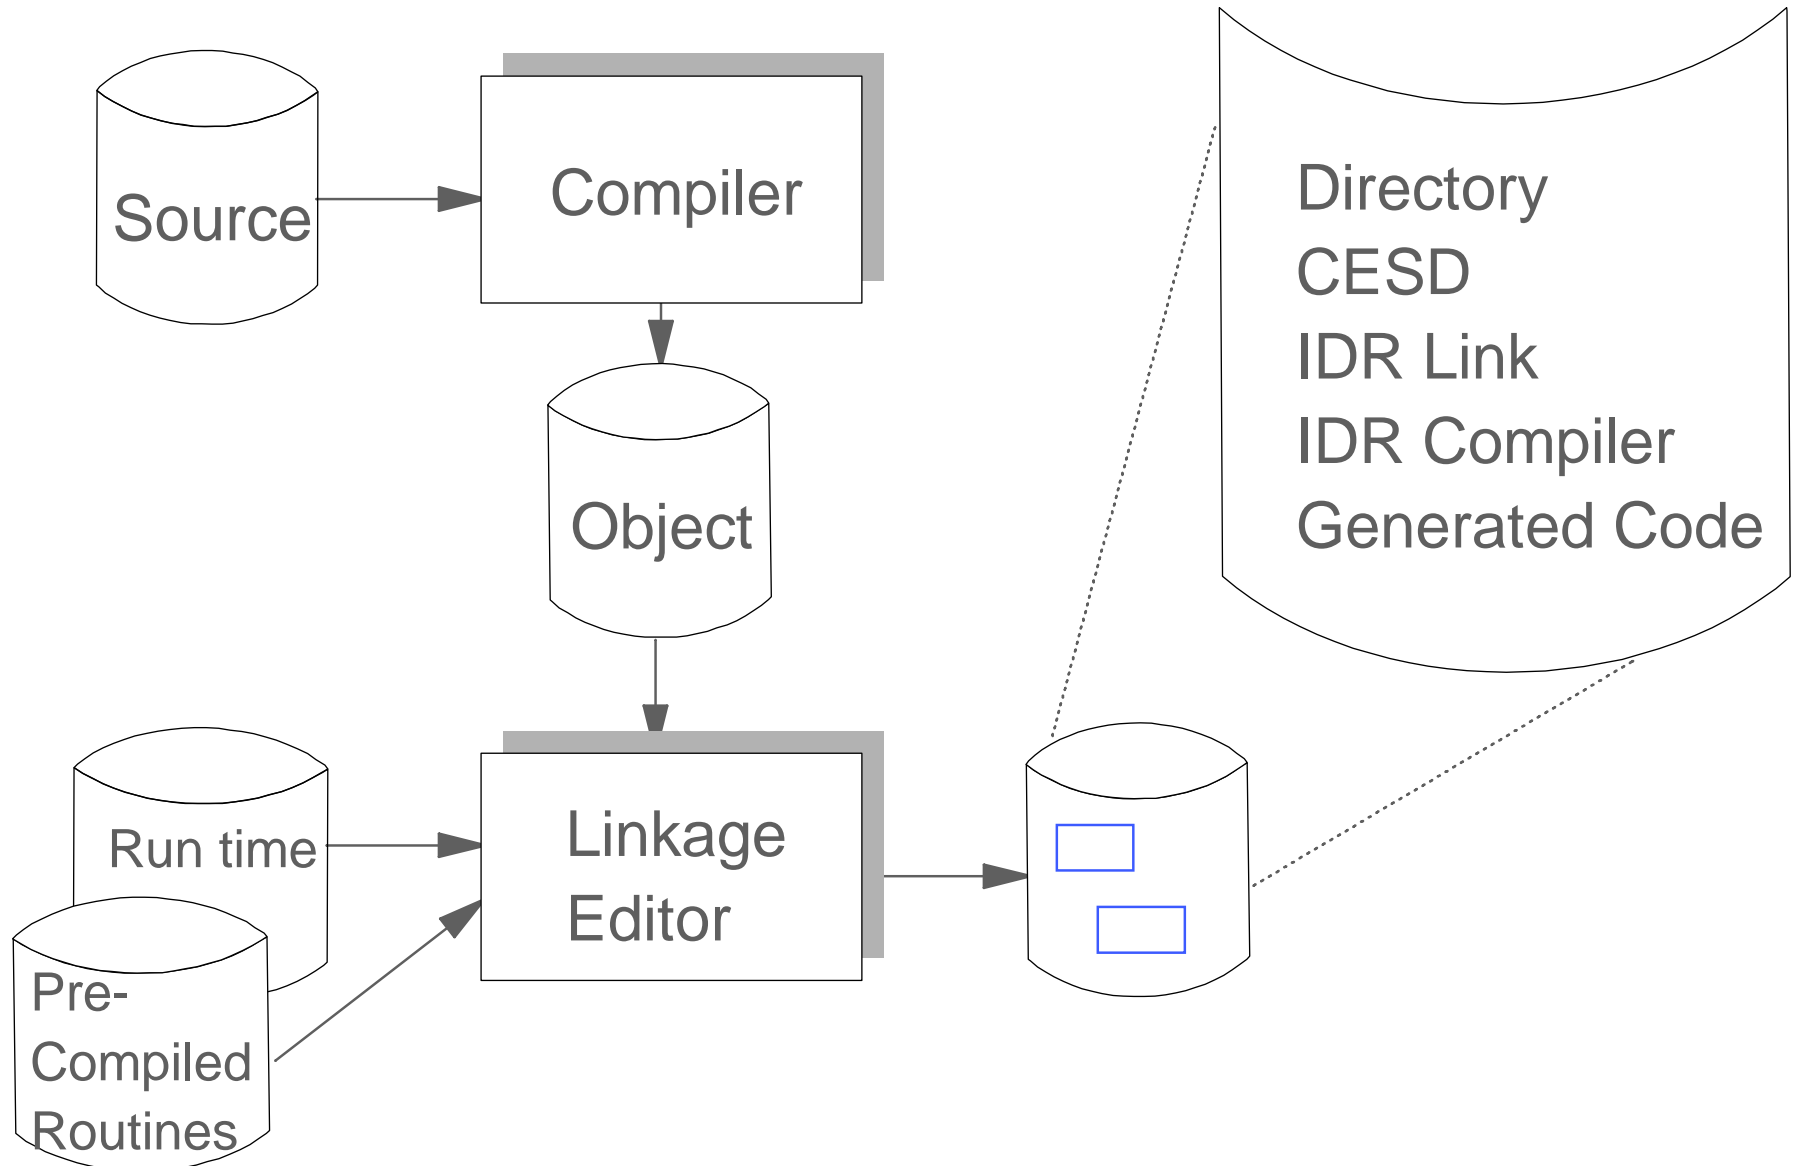 Source
Compiler
Directory
CESD
IDR Link
IDR Compiler
Generated Code
Object
Run time
Linkage
Editor
Pre-
Compiled
Routines